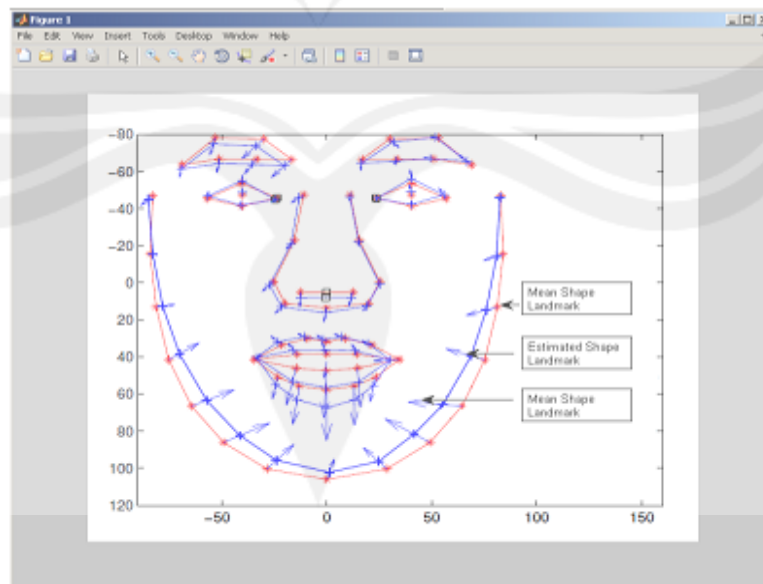 Figure 1
File Edit View Insert Tools Desktop Window Help
-80
-60
-40
-20
0
20
40
60
80
100
120
-50 0 50 100 150
Mean Shape
Landmark
Estimated Shape
Landmark
Mean Shape
Landmark